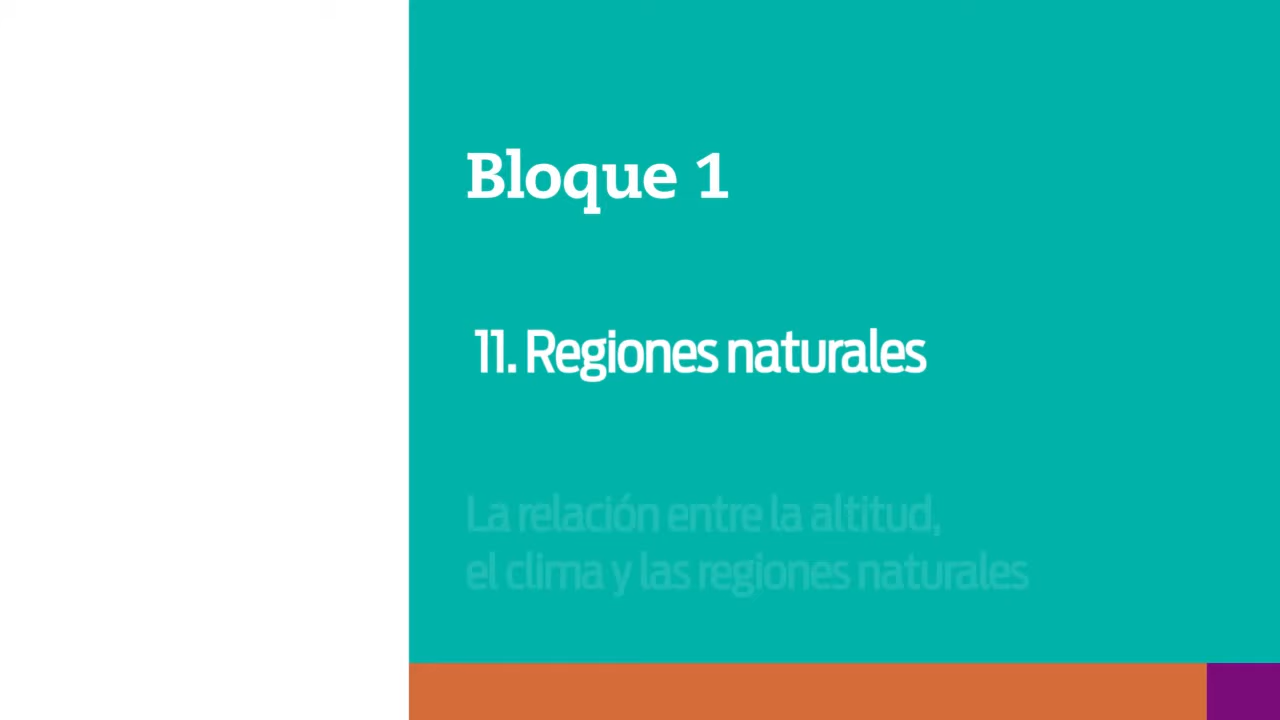 Bloque 1
11. Regiones naturales
La relación entre la altitud,
el clima y las regiones naturales